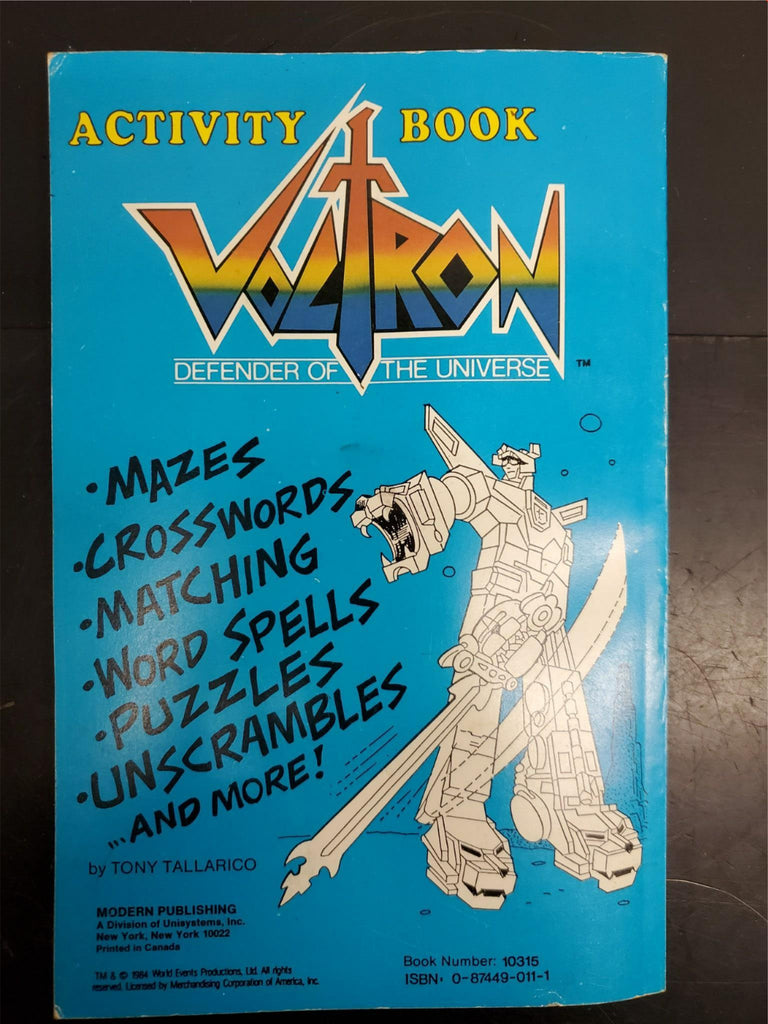 ACTIVITY BOOK
VOLTRON
DEFENDER OF THE UNIVERSE™
·MAZES
·CROSSWORDS
·MATCHING
·WORD SPELLS
·PUZZLES
·UNSCRAMBLES
...AND MORE!
by TONY TALLARICO
MODERN PUBLISHING
A Division of Unisystems, Inc.
New York, New York 10022
Printed in Canada
TM & © 1984 World Events Productions, Ltd. All rights
reserved. Licensed by Merchandising Corporation of America, Inc.
Book Number: 10315
ISBN: 0-87449-011-1